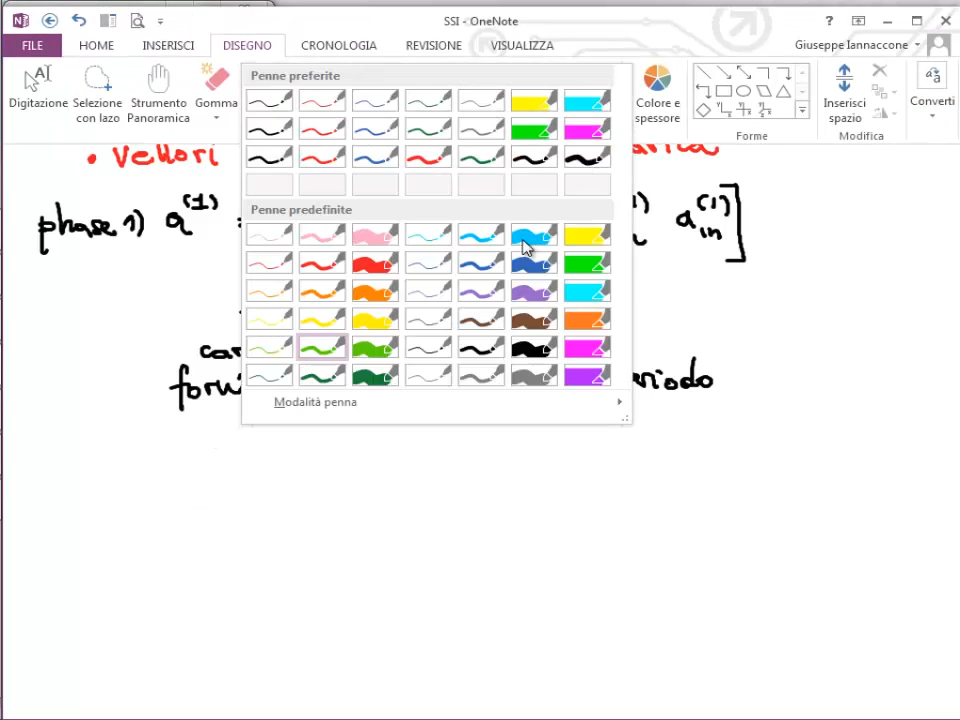 SSI - OneNote
?
FILE HOME INSERISCI DISEGNO CRONOLOGIA REVISIONE VISUALIZZA Giuseppe Iannaccone
Digitazione Selezione con lazo Strumento Panoramica Gomma
Penne preferite
Penne predefinite
Modalità penna
Colore e spessore
Forme
Inserisci spazio
Modifica
Converti
• Vettori
phase 1) a(1) =
(1) a(1)in ]